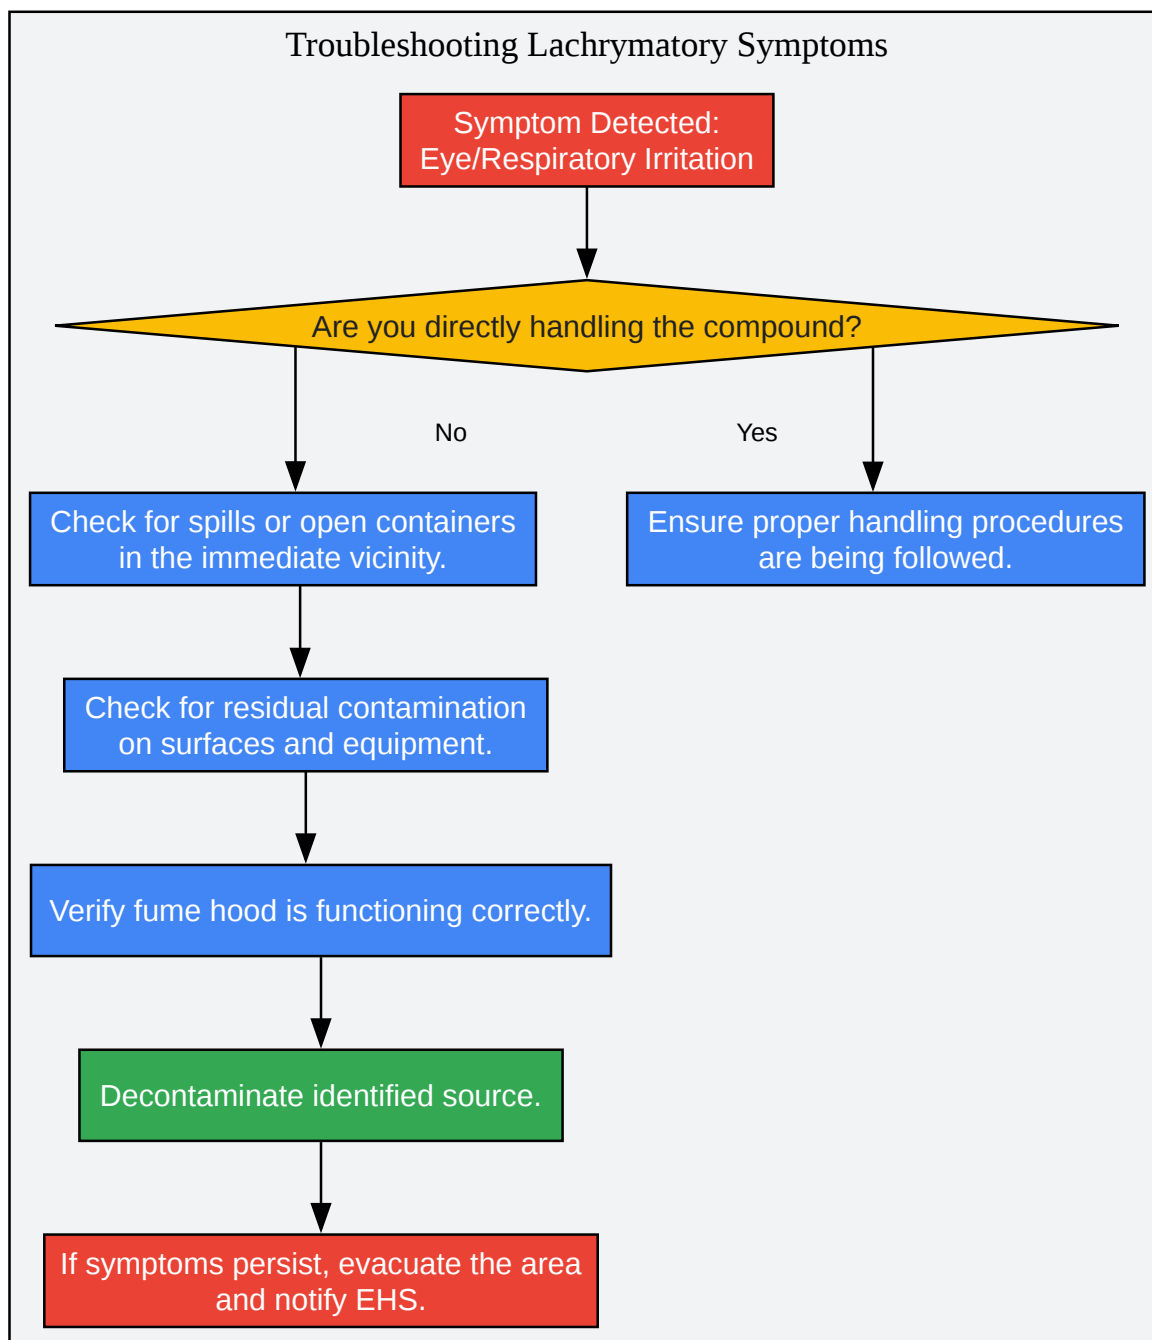 Troubleshooting Lachrymatory Symptoms
Symptom Detected:
Eye/Respiratory Irritation
Are you directly handling the compound?
No
Yes
Check for spills or open containers
in the immediate vicinity.
Ensure proper handling procedures
are being followed.
Check for residual contamination
on surfaces and equipment.
Verify fume hood is functioning correctly.
Decontaminate identified source.
If symptoms persist, evacuate the area
and notify EHS.